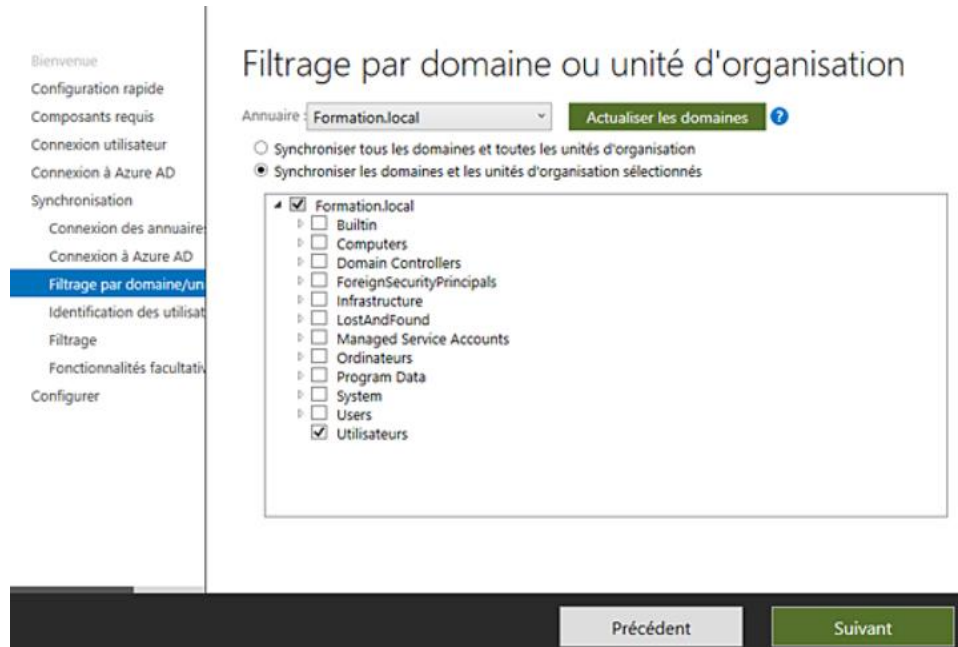 Bienvenue
Configuration rapide
Composants requis
Connexion utilisateur
Connexion à Azure AD
Synchronisation
Connexion des annuaire
Connexion à Azure AD
Filtrage par domaine/un
Identification des utilisat
Filtrage
Fonctionnalités facultativ
Configurer
Filtrage par domaine ou unité d'organisation
Annuaire : Formation.local
Actualiser les domaines ?
Synchroniser tous les domaines et toutes les unités d'organisation
Synchroniser les domaines et les unités d'organisation sélectionnés
Formation.local
Builtin
Computers
Domain Controllers
ForeignSecurityPrincipals
Infrastructure
LostAndFound
Managed Service Accounts
Ordinateurs
Program Data
System
Users
Utilisateurs
Précédent
Suivant